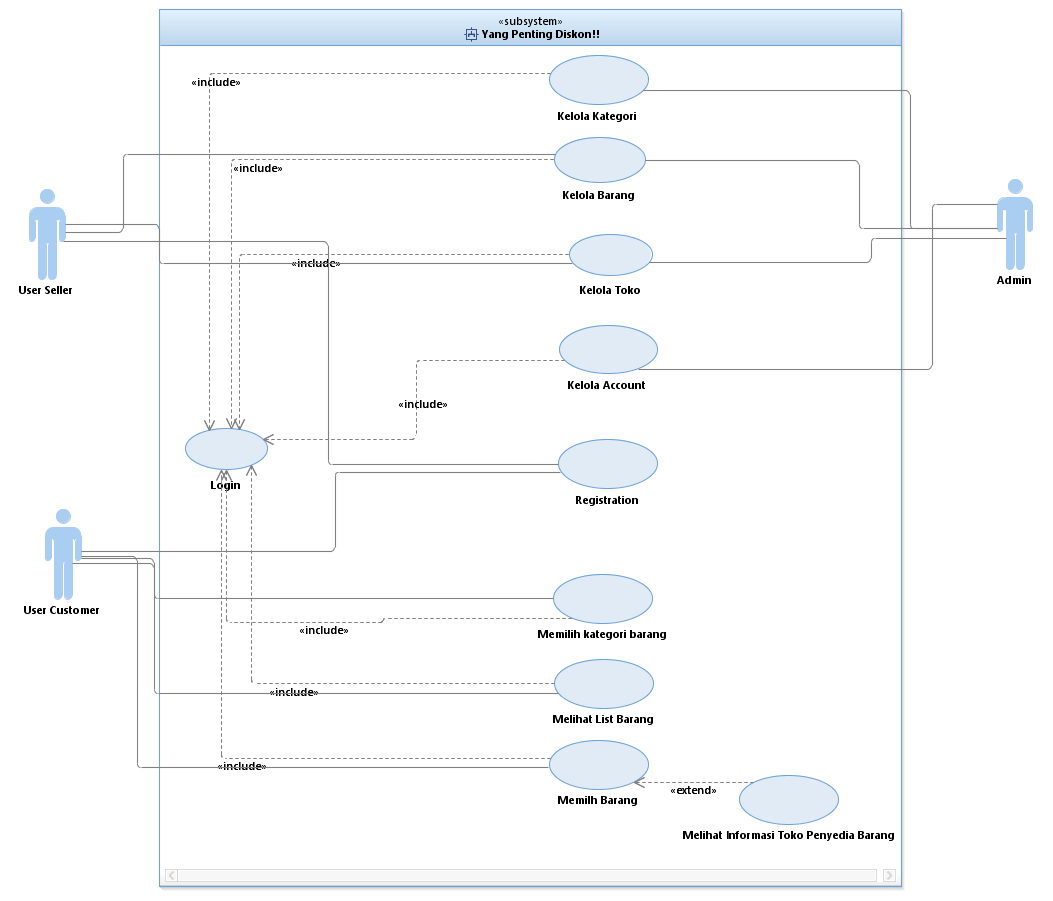 «subsystem»
Yang Penting Diskon!!
«include»
Kelola Kategori
«include»
Kelola Barang
User Seller
«include»
Kelola Toko
Admin
Kelola Account
«include»
Login
Registration
User Customer
«include»
Memilih kategori barang
«include»
Melihat List Barang
«include»
Memilh Barang
«extend»
Melihat Informasi Toko Penyedia Barang